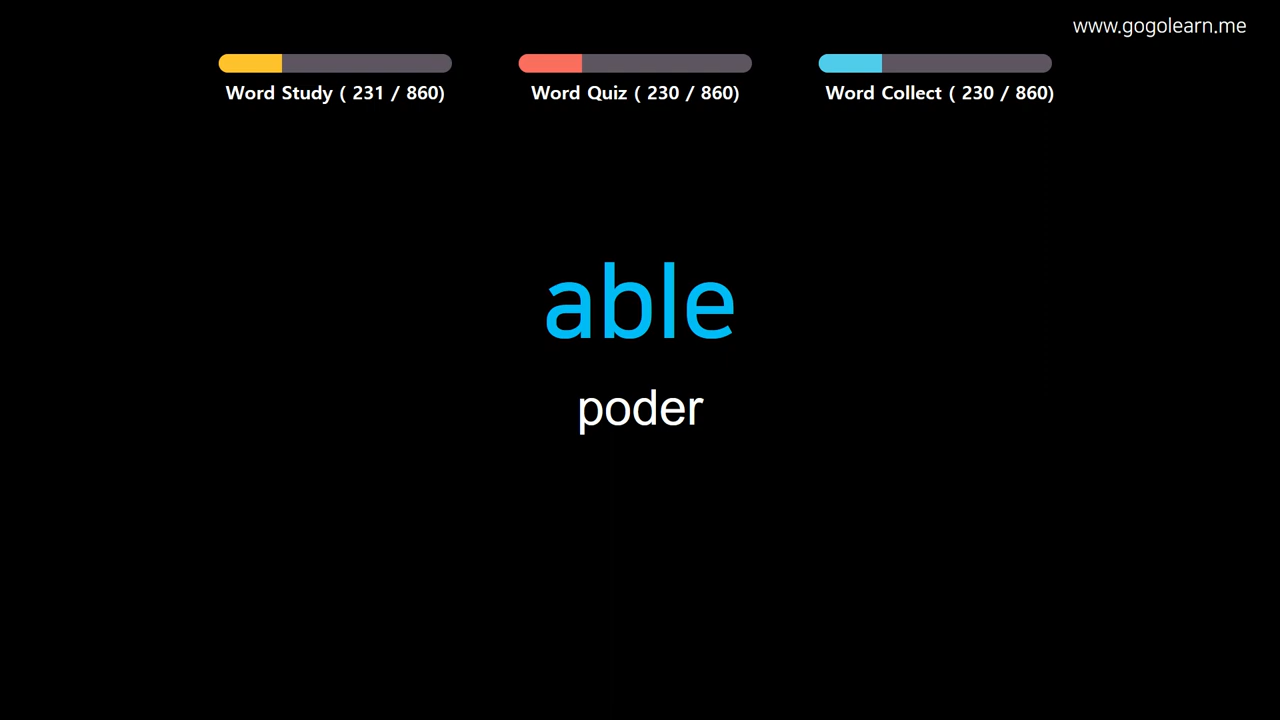 www.gogolearn.me
Word Study ( 231 / 860)
Word Quiz ( 230 / 860)
Word Collect ( 230 / 860)
able
poder